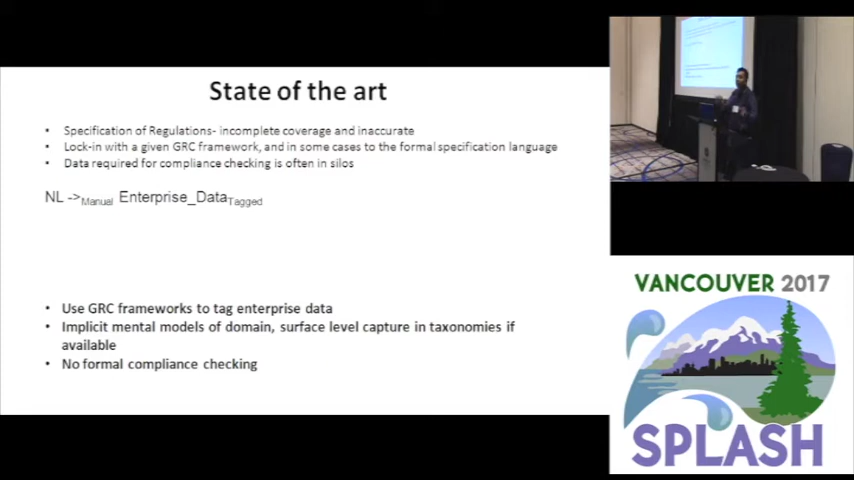 State of the art
• Specification of Regulations- incomplete coverage and inaccurate
• Lock-in with a given GRC framework, and in some cases to the formal specification language
• Data required for compliance checking is often in silos
NL ->Manual Enterprise_DataTagged
• Use GRC frameworks to tag enterprise data
• Implicit mental models of domain, surface level capture in taxonomies if
available
• No formal compliance checking
VANCOUVER 2017
SPLASH